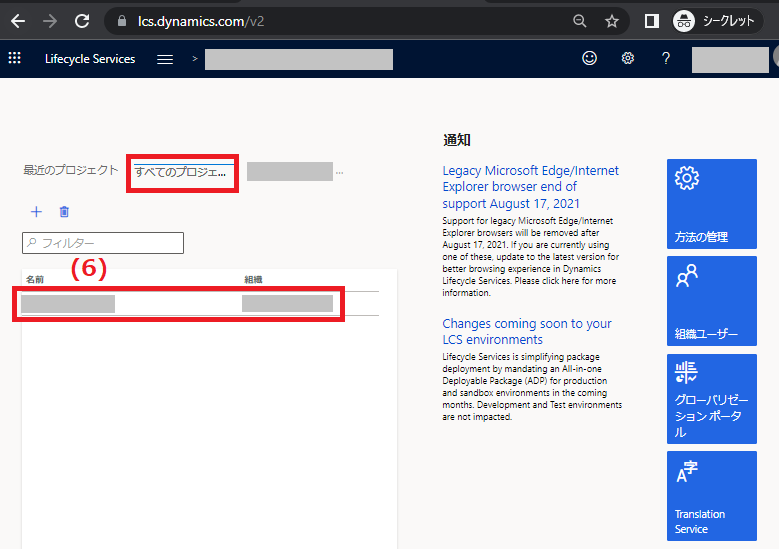 lcs.dynamics.com/v2
シークレット
Lifecycle Services
>
?
最近のプロジェクト
すべてのプロジェ...
...
フィルター
(6)
名前
組織
通知
Legacy Microsoft Edge/Internet
Explorer browser end of
support August 17, 2021
Support for legacy Microsoft Edge/Internet
Explorer browsers will be removed after
August 17, 2021. If you are currently using
one of these, update to the latest version for
better browsing experience in Dynamics
Lifecycle Services. Please click here for more
information.
Changes coming soon to your
LCS environments
Lifecycle Services is simplifying package
deployment by mandating an All-in-one
Deployable Package (ADP) for production
and sandbox environments in the coming
months. Development and Test environments
are not impacted.
方法の管理
組織ユーザー
グローバリゼー
ション ポータ
ル
A字
Translation
Service